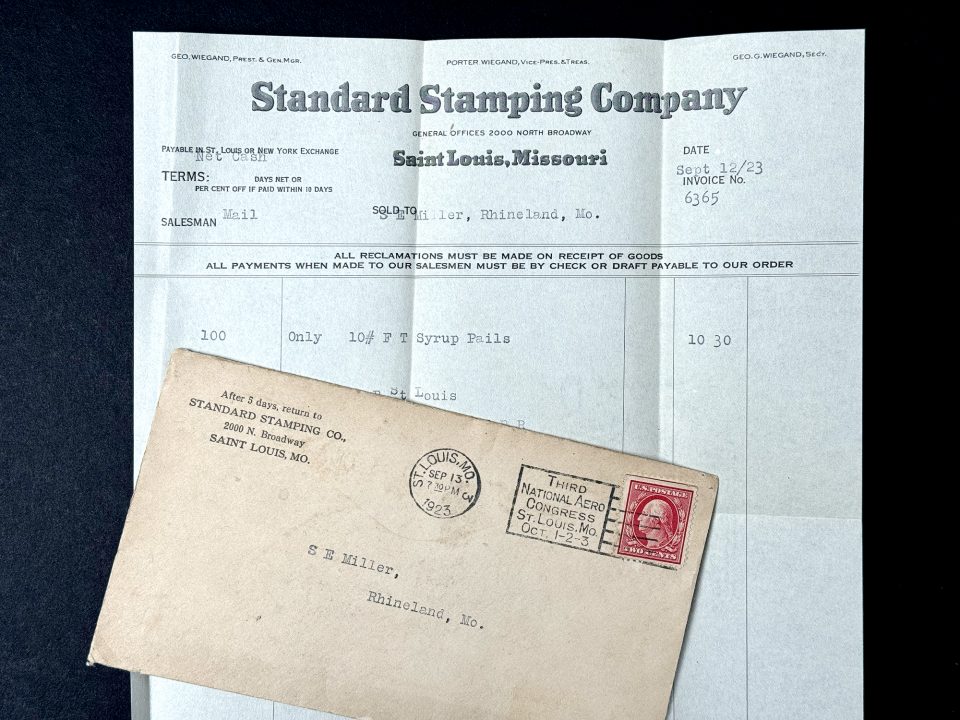 GEO. WIEGAND, PREST. & GEN. MGR.
PORTER WIEGAND, VICE-PRES. & TREAS.
GEO. G. WIEGAND, SECY.
Standard Stamping Company
GENERAL OFFICES 2000 NORTH BROADWAY
Saint Louis, Missouri
PAYABLE IN ST. LOUIS OR NEW YORK EXCHANGE
Net Cash
TERMS: DAYS NET OR
PER CENT OFF IF PAID WITHIN 10 DAYS
SALESMAN Mail
SOLD TO S E Miller, Rhineland, Mo.
DATE
Sept 12/23
INVOICE No.
6365
ALL RECLAMATIONS MUST BE MADE ON RECEIPT OF GOODS
ALL PAYMENTS WHEN MADE TO OUR SALESMEN MUST BE BY CHECK OR DRAFT PAYABLE TO OUR ORDER
100 Only 10# F T Syrup Pails 10 30
St Louis
R
After 5 days, return to
STANDARD STAMPING CO.,
2000 N. Broadway
SAINT LOUIS, MO.
ST. LOUIS, MO. 3
SEP 13
7 PM
1923
THIRD
NATIONAL AERO
CONGRESS
ST. LOUIS, MO.
OCT. 1-2-3
U.S. POSTAGE
TWO CENTS
S E Miller,
Rhineland, Mo.